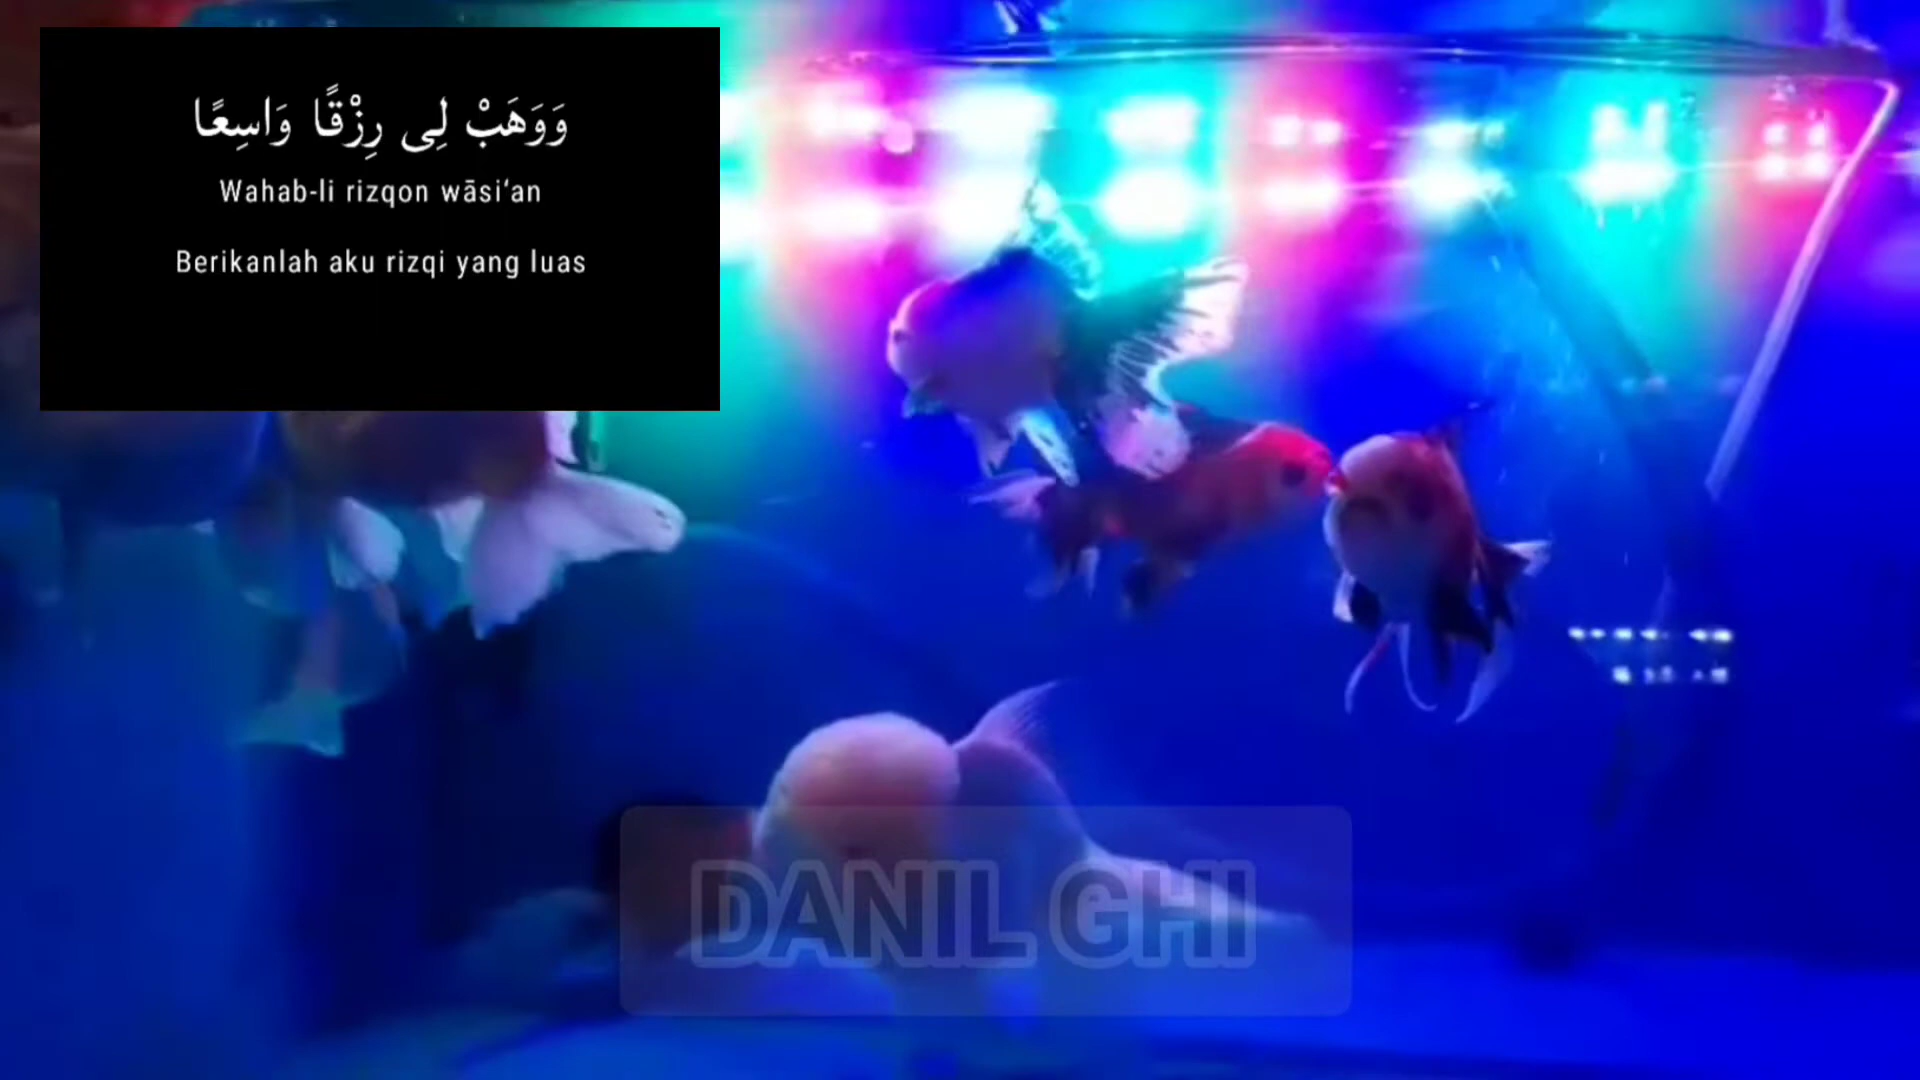 وَوَهَبْ لِى رِزْقًا وَاسِعًا
Wahab-li rizqon wāsi‘an
Berikanlah aku rizqi yang luas
DANIL GHI